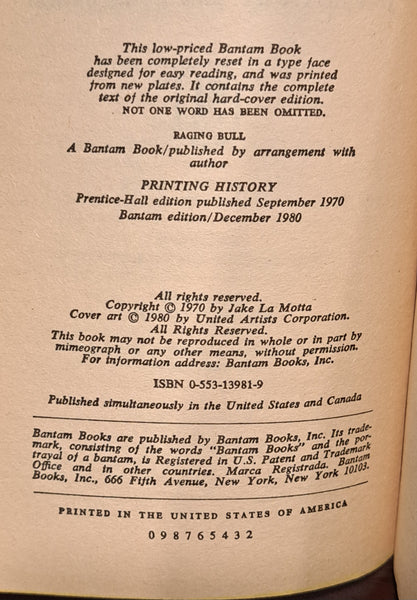 This low-priced Bantam Book
has been completely reset in a type face
designed for easy reading, and was printed
from new plates. It contains the complete
text of the original hard-cover edition.
NOT ONE WORD HAS BEEN OMITTED.
RAGING BULL
A Bantam Book/published by arrangement with
author
PRINTING HISTORY
Prentice-Hall edition published September 1970
Bantam edition/December 1980
All rights reserved.
Copyright © 1970 by Jake La Motta
Cover art © 1980 by United Artists Corporation.
All Rights Reserved.
This book may not be reproduced in whole or in part by
mimeograph or any other means, without permission.
For information address: Bantam Books, Inc.
ISBN 0-553-13981-9
Published simultaneously in the United States and Canada
Bantam Books are published by Bantam Books, Inc. Its trade-
mark, consisting of the words "Bantam Books" and the por-
trayal of a bantam, is Registered in U.S. Patent and Trademark
Office and in other countries. Marca Registrada. Bantam
Books, Inc., 666 Fifth Avenue, New York, New York 10103.
PRINTED IN THE UNITED STATES OF AMERICA
0 9 8 7 6 5 4 3 2